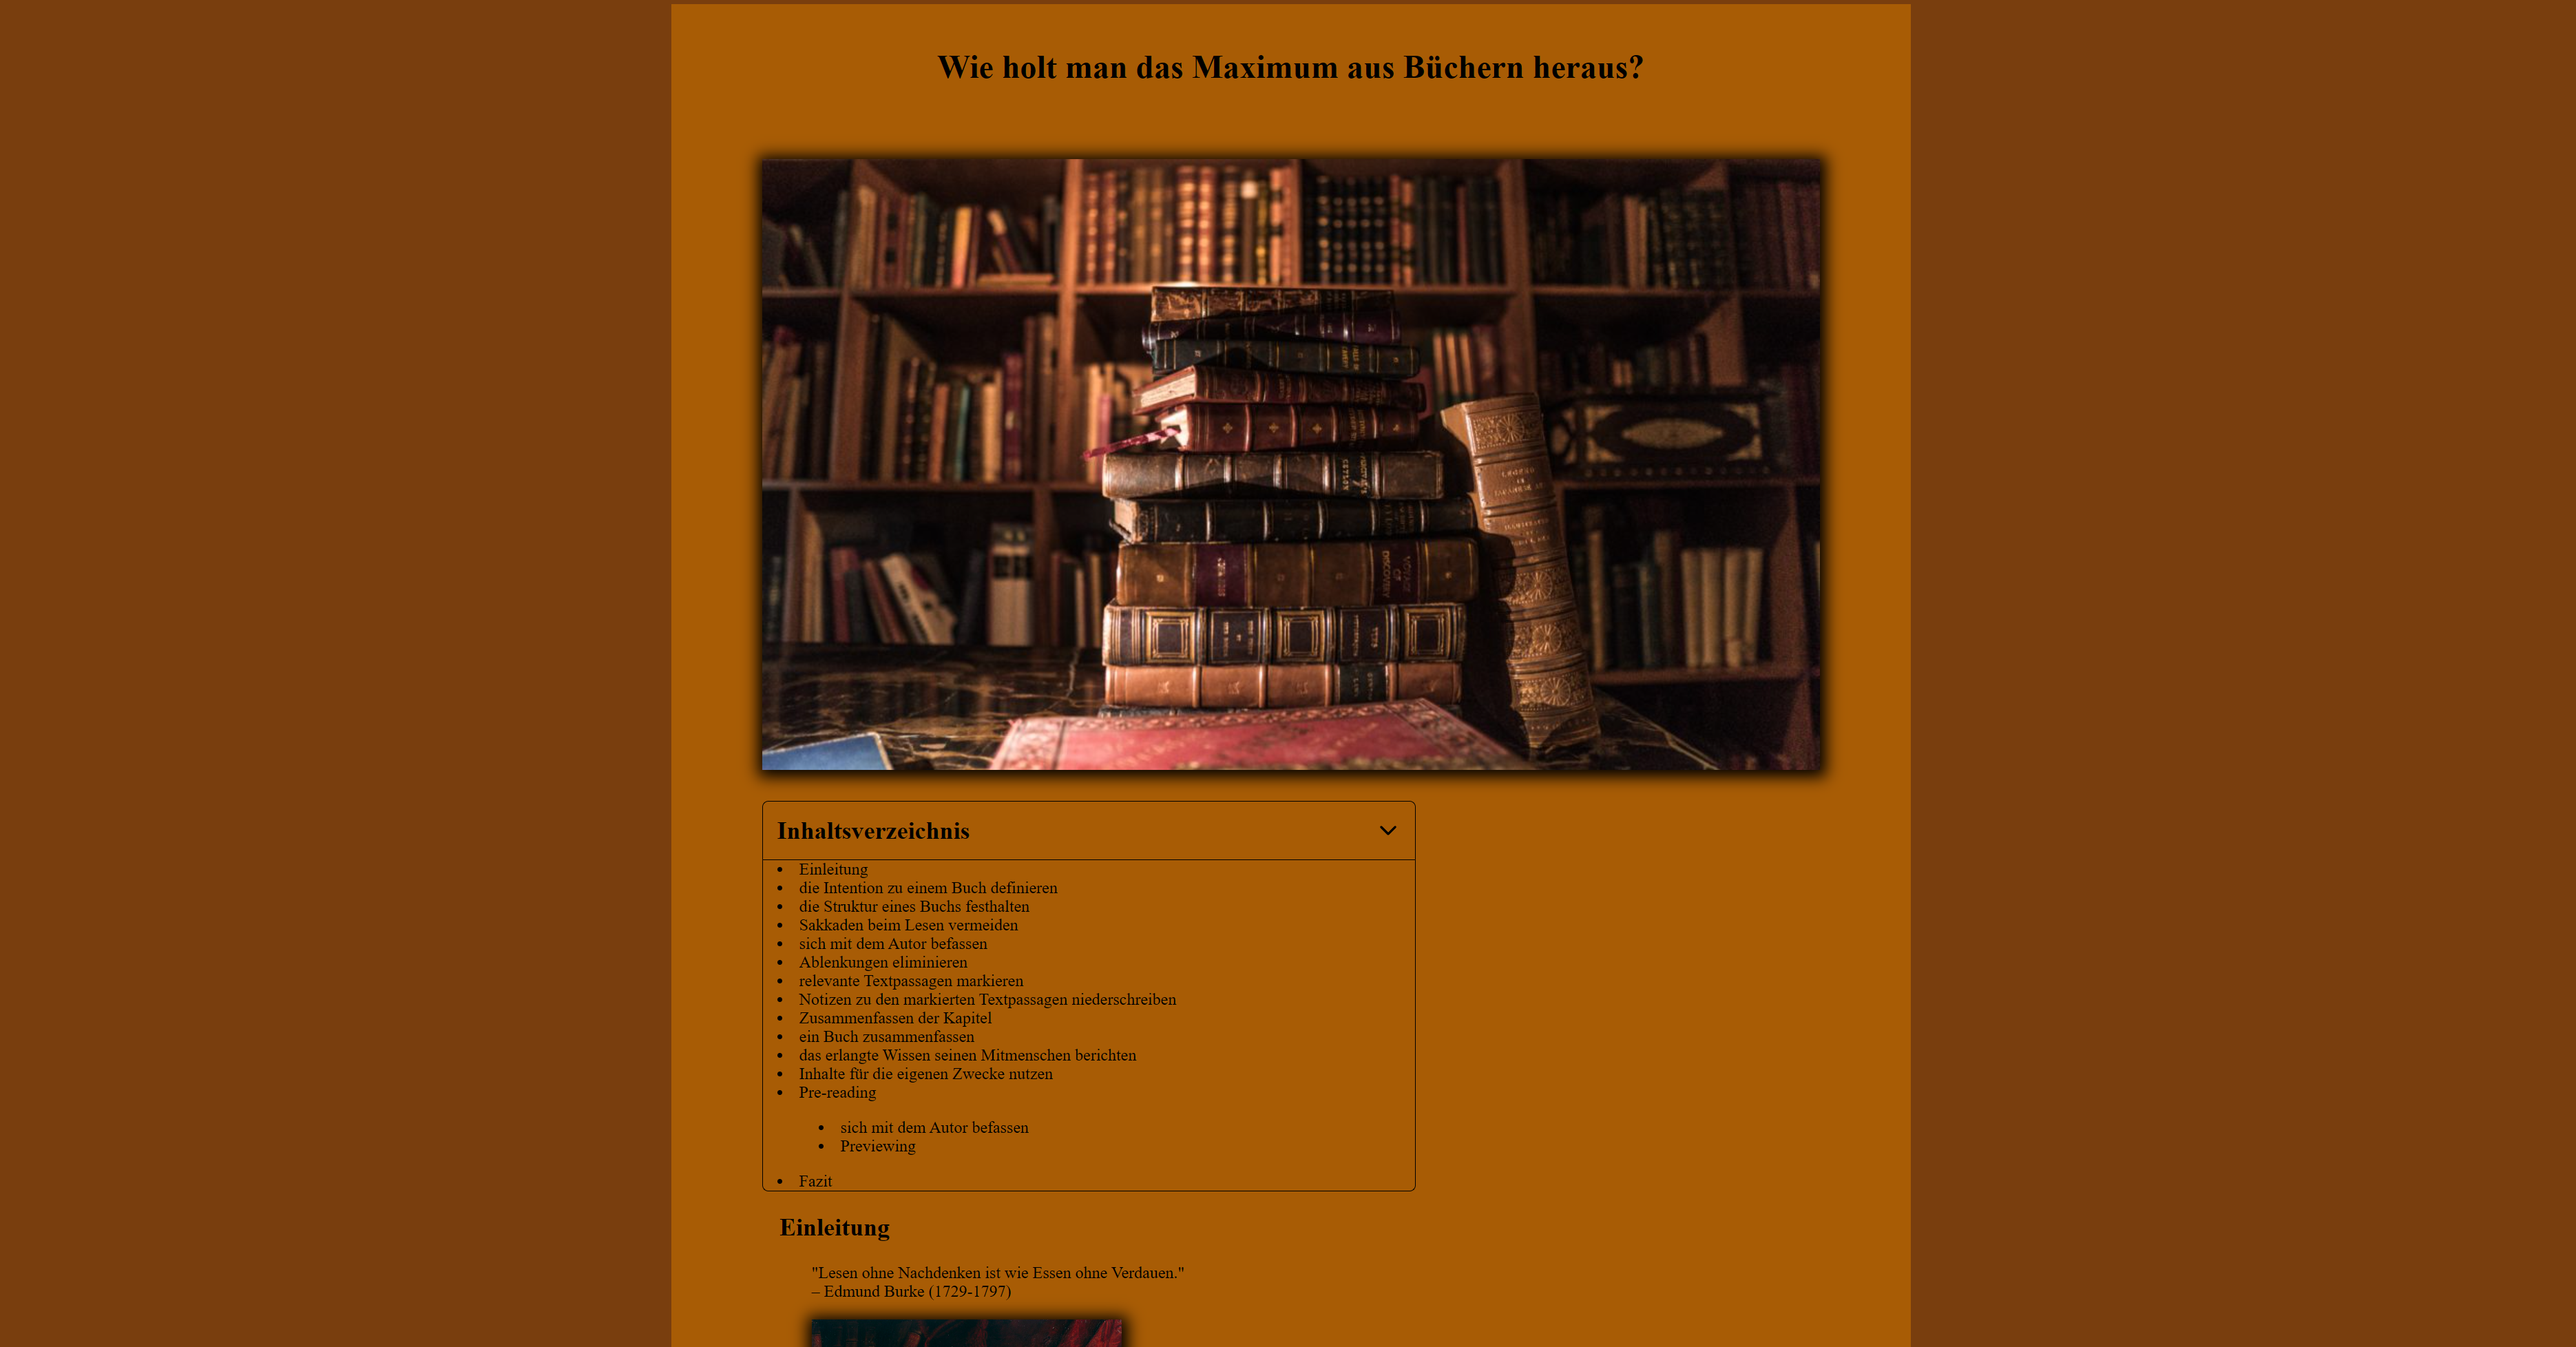 Wie holt man das Maximum aus Büchern heraus?
VOYAGE
OF
DISCOVERY
Inhaltsverzeichnis
Einleitung
die Intention zu einem Buch definieren
die Struktur eines Buchs festhalten
Sakkaden beim Lesen vermeiden
sich mit dem Autor befassen
Ablenkungen eliminieren
relevante Textpassagen markieren
Notizen zu den markierten Textpassagen niederschreiben
Zusammenfassen der Kapitel
ein Buch zusammenfassen
das erlangte Wissen seinen Mitmenschen berichten
Inhalte für die eigenen Zwecke nutzen
Pre-reading
sich mit dem Autor befassen
Previewing
Fazit
Einleitung
"Lesen ohne Nachdenken ist wie Essen ohne Verdauen."
– Edmund Burke (1729-1797)